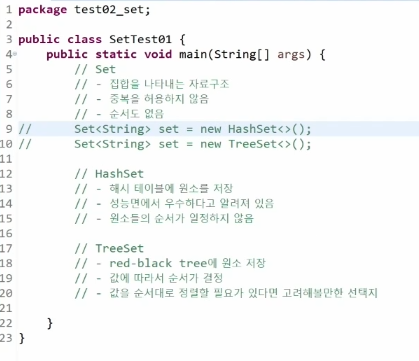 1 package test02_set;
2
3 public class SetTest01 {
4 public static void main(String[] args) {
5 // Set
6 // - 집합을 나타내는 자료구조
7 // - 중복을 허용하지 않음
8 // - 순서도 없음
9 // Set<String> set = new HashSet<>();
10 // Set<String> set = new TreeSet<>();
11
12 // HashSet
13 // - 해시 테이블에 원소를 저장
14 // - 성능면에서 우수하다고 알려져 있음
15 // - 원소들의 순서가 일정하지 않음
16
17 // TreeSet
18 // - red-black tree에 원소 저장
19 // - 값에 따라서 순서가 결정
20 // - 값을 순서대로 정렬할 필요가 있다면 고려해볼만한 선택지
21
22 }
23 }